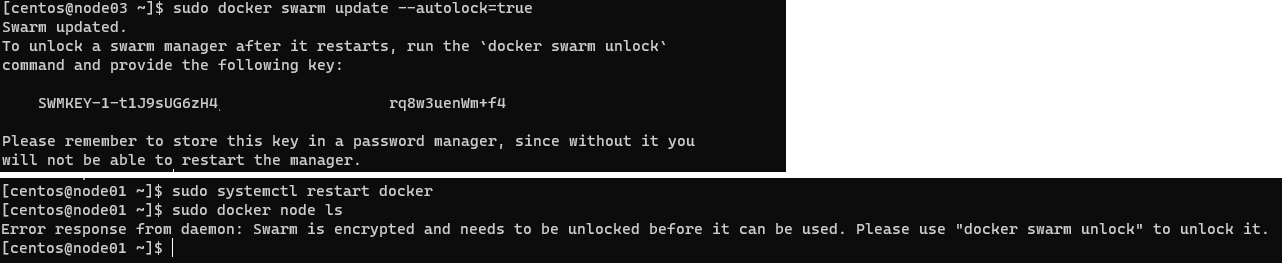 [centos@node03 ~]$ sudo docker swarm update --autolock=true
Swarm updated.
To unlock a swarm manager after it restarts, run the `docker swarm unlock`
command and provide the following key:
SWMKEY-1-t1J9sUG6zH4 rq8w3uenWm+f4
Please remember to store this key in a password manager, since without it you
will not be able to restart the manager.
[centos@node01 ~]$ sudo systemctl restart docker
[centos@node01 ~]$ sudo docker node ls
Error response from daemon: Swarm is encrypted and needs to be unlocked before it can be used. Please use "docker swarm unlock" to unlock it.
[centos@node01 ~]$